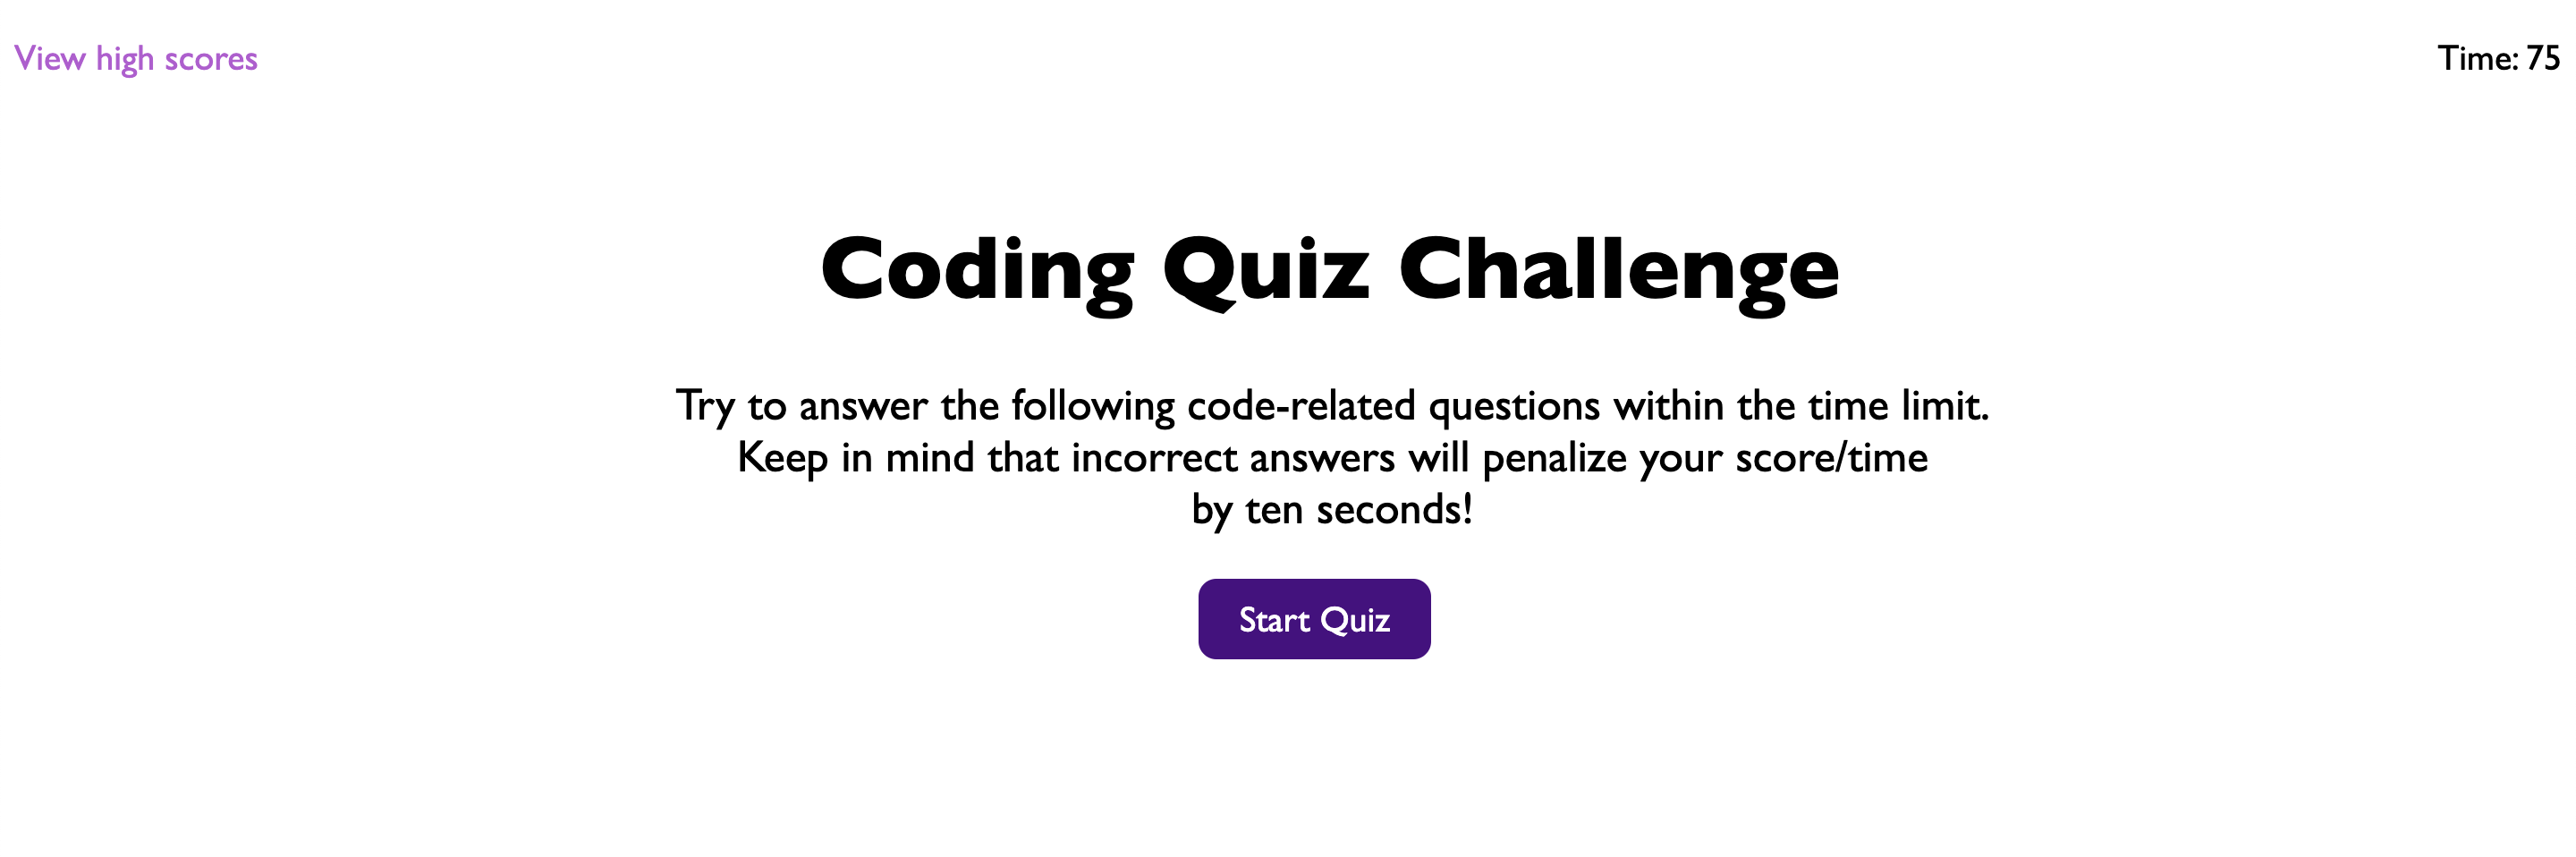 View high scores
Time: 75
Coding Quiz Challenge
Try to answer the following code-related questions within the time limit.
Keep in mind that incorrect answers will penalize your score/time
by ten seconds!
Start Quiz